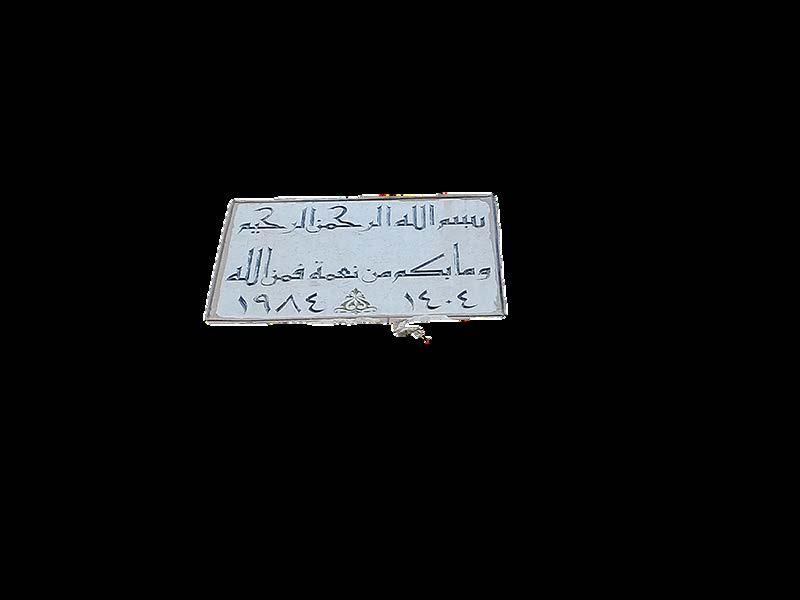 بسم الله الرحمن الرحيم
وما بكم من نعمة فمن الله
١٤٠٤ ١٩٨٤